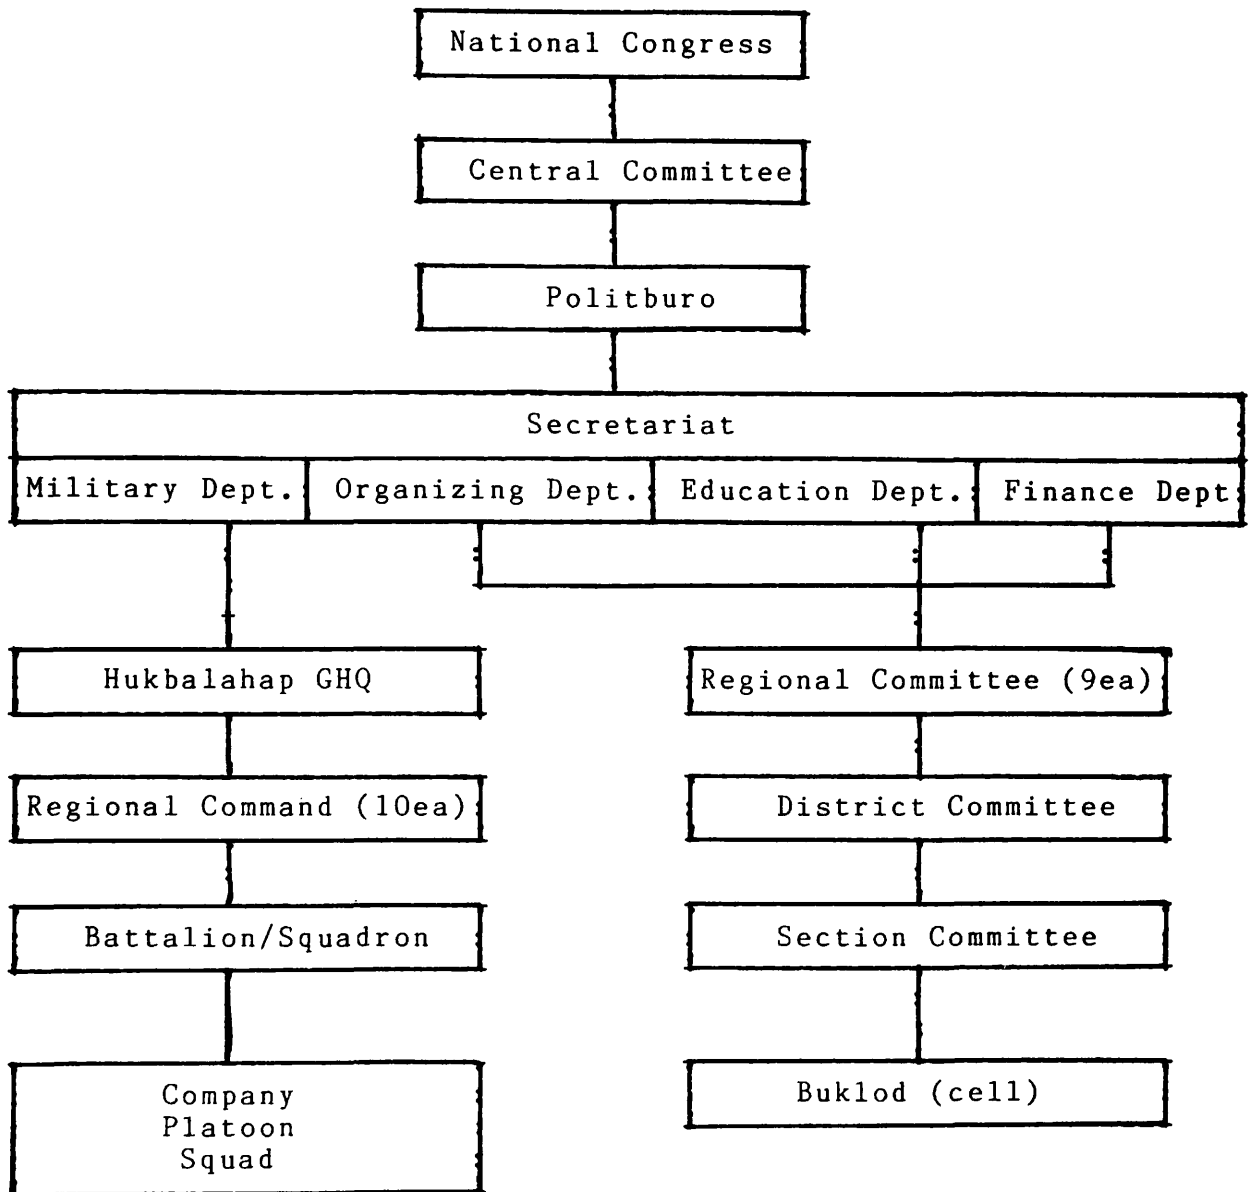 National Congress
Central Committee
Politburo
Secretariat
Military Dept.
Organizing Dept.
Education Dept.
Finance Dept
Hukbalahap GHQ
Regional Command (10ea)
Battalion/Squadron
Company
Platoon
Squad
Regional Committee (9ea)
District Committee
Section Committee
Buklod (cell)